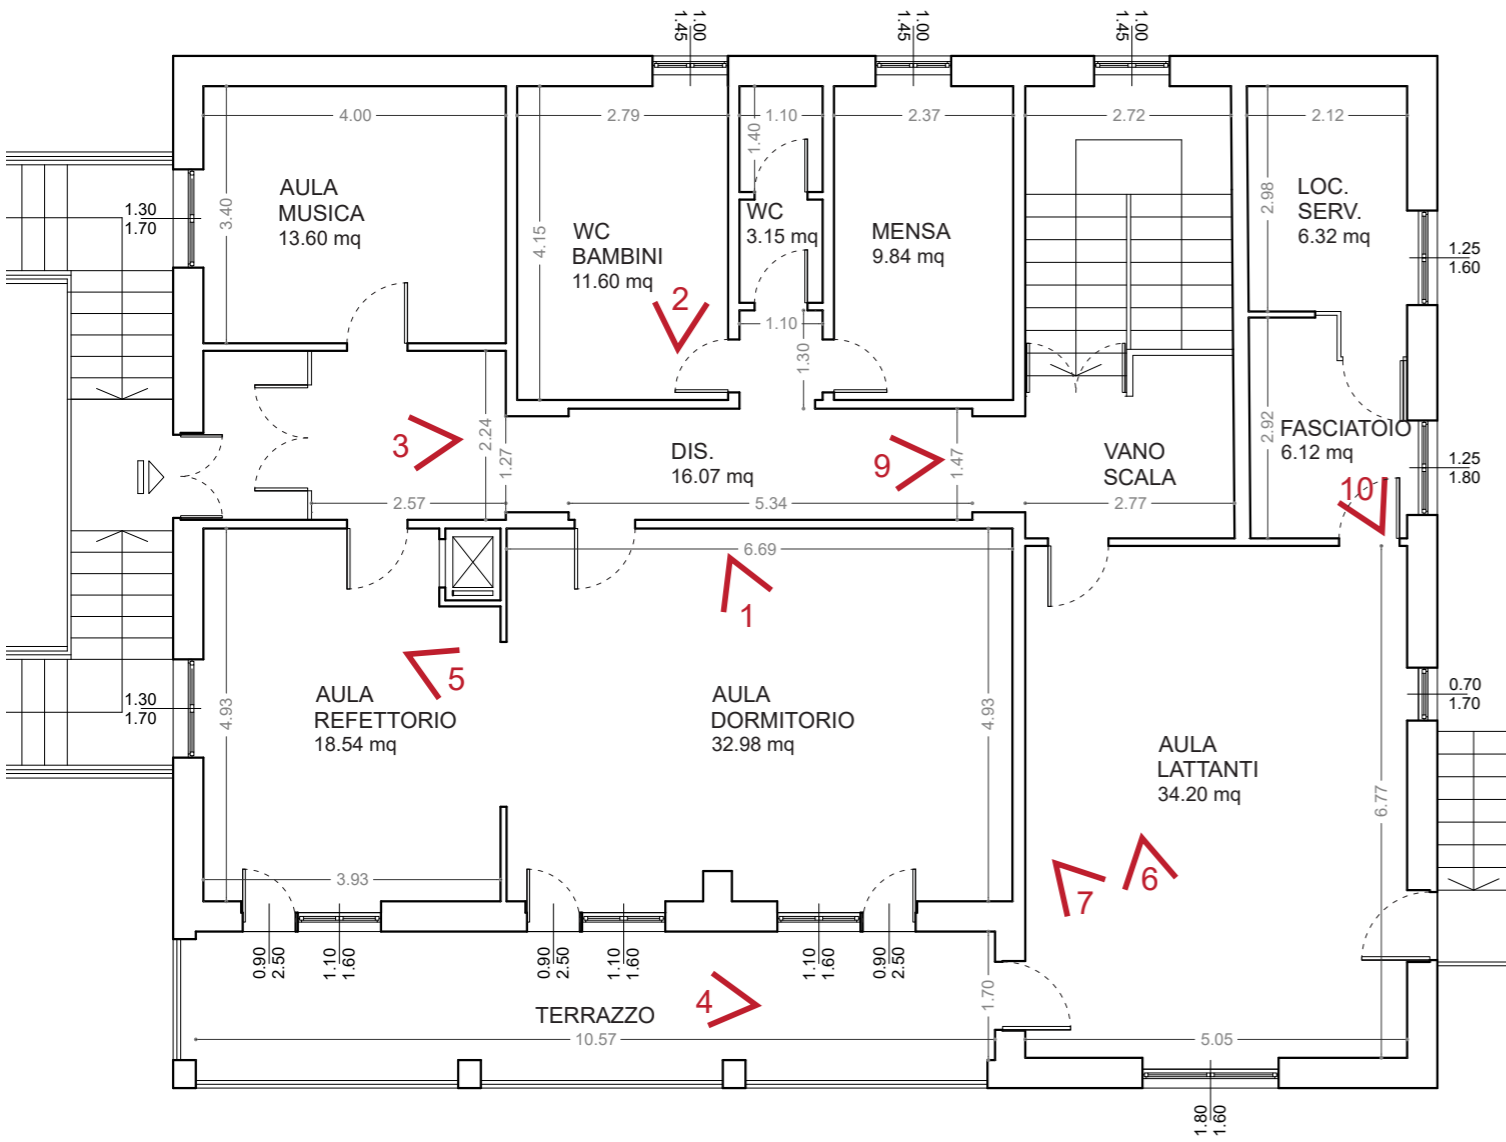 1.00
1.45
1.00
1.45
1.00
1.45
4.00
2.79
1.10
2.37
2.72
2.12
1.40
3.40
4.15
2.98
AULA
MUSICA
13.60 mq
WC
BAMBINI
11.60 mq
WC
3.15 mq
MENSA
9.84 mq
LOC.
SERV.
6.32 mq
1.30
1.70
1.25
1.60
2
1.10
1.30
2.92
FASCIATOIO
6.12 mq
1.25
1.80
10
3
2.24
1.27
DIS.
16.07 mq
9
1.47
VANO
SCALA
2.57
5.34
2.77
6.69
1
5
AULA
REFETTORIO
18.54 mq
4.93
AULA
DORMITORIO
32.98 mq
4.93
1.30
1.70
0.70
1.70
AULA
LATTANTI
34.20 mq
6.77
7
6
3.93
0.90
2.50
1.10
1.60
0.90
2.50
1.10
1.60
1.10
1.60
0.90
2.50
4
TERRAZZO
1.70
10.57
5.05
1.80
1.60